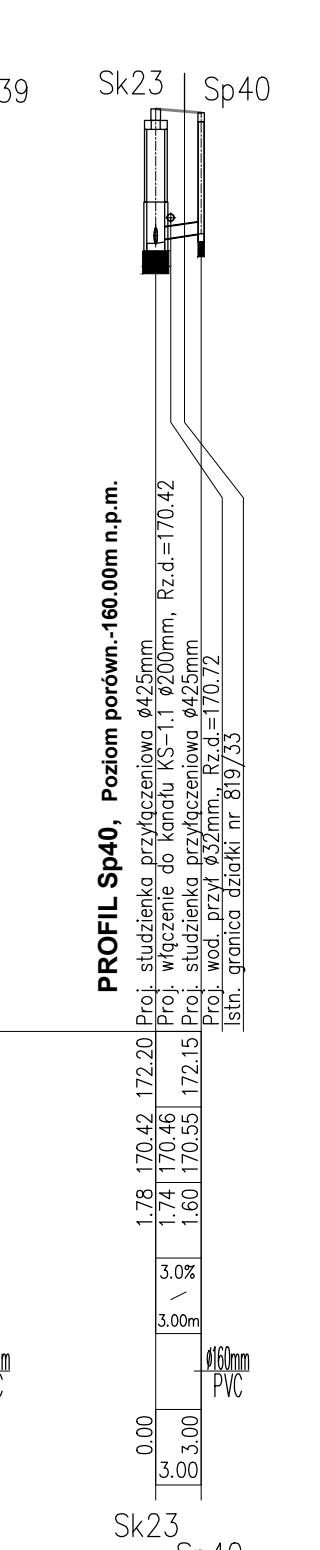 39
Sk23
Sp40
PROFIL Sp40, Poziom porówn.-160.00m n.p.m.
Proj. studzienka przyłączeniowa ø425mm
Proj. włączenie do kanału KS-1.1 ø200mm, Rz.d.=170.42
Proj. studzienka przyłączeniowa ø425mm
Proj. wod. przył ø32mm., Rz.d.=170.72
Istn. granica działki nr 819/33
172.20
172.15
170.42
170.46
170.55
1.78
1.74
1.60
3.0%
3.00m
ø160mm
PVC
0.00
3.00
3.00
Sk23
Sp40